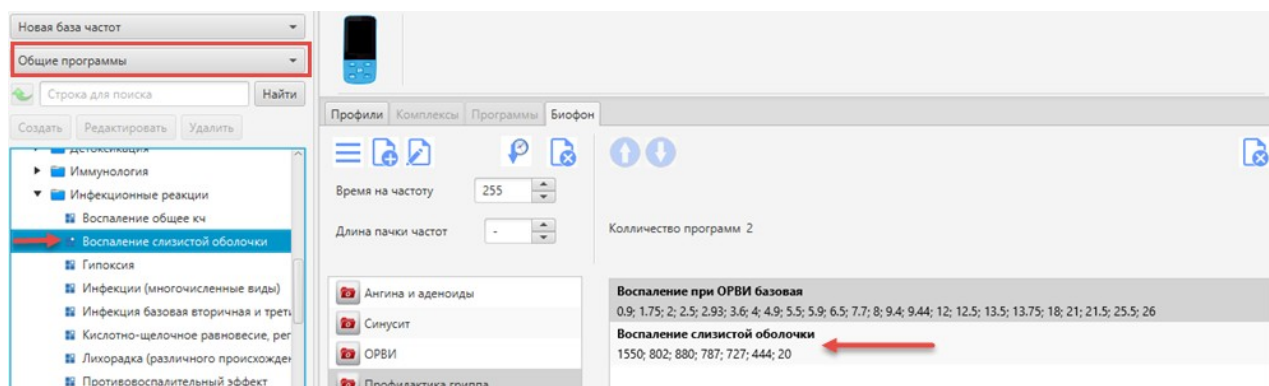 Новая база частот
Общие программы
Строка для поиска
Найти
Создать Редактировать Удалить
Детоксикация
Иммунология
Инфекционные реакции
Воспаление общее кч
Воспаление слизистой оболочки
Гипоксия
Инфекции (многочисленные виды)
Инфекция базовая вторичная и трети
Кислотно-щелочное равновесие, рег
Лихорадка (различного происхожден
Противовоспалительный эффект
Профили Комплексы Программы Биофон
Время на частоту 255
Длина пачки частот -
Колличество программ 2
Ангина и аденоиды
Синусит
ОРВИ
Профилактика гриппа
Воспаление при ОРВИ базовая
0.9; 1.75; 2; 2.5; 2.93; 3.6; 4; 4.9; 5.5; 5.9; 6.5; 7.7; 8; 9.4; 9.44; 12; 12.5; 13.5; 13.75; 18; 21; 21.5; 25.5; 26
Воспаление слизистой оболочки
1550; 802; 880; 787; 727; 444; 20